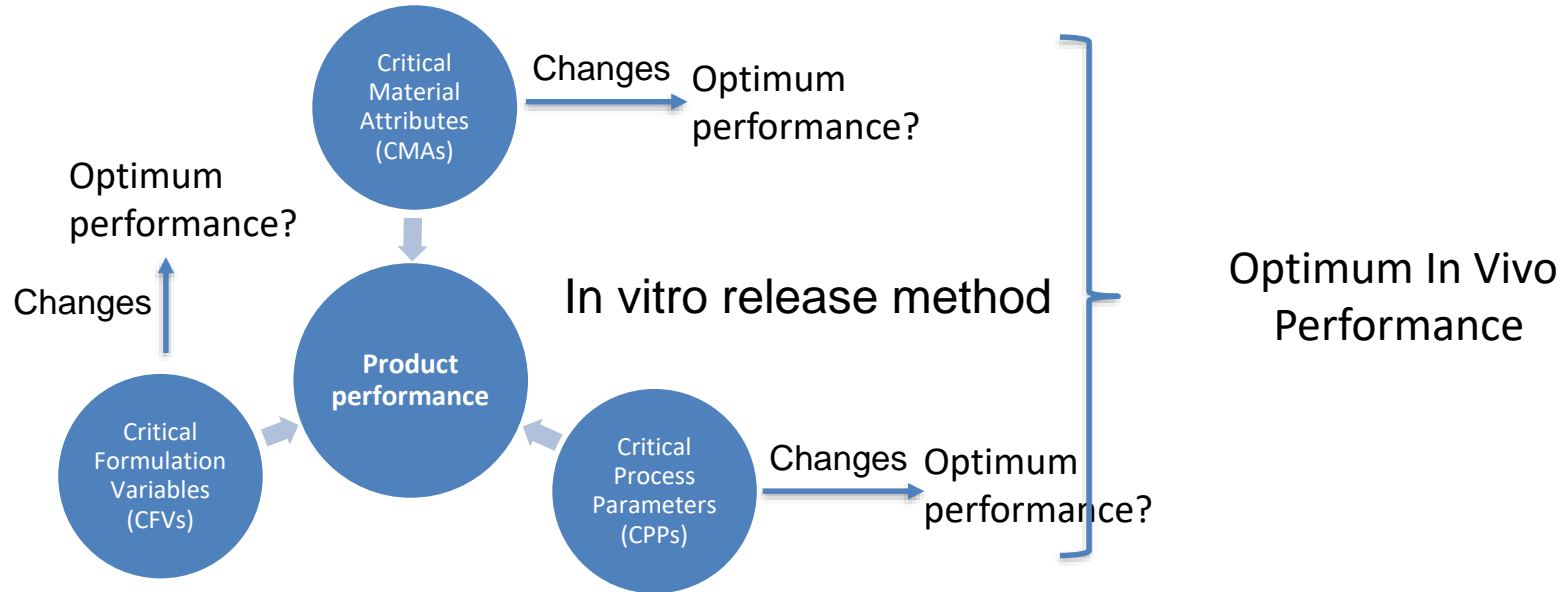 Critical
Material
Attributes
(CMAs)
Changes
Optimum
performance?
Optimum
performance?
Changes
In vitro release method
Optimum In Vivo
Performance
Product
performance
Critical
Formulation
Variables
(CFVs)
Critical
Process
Parameters
(CPPs)
Changes
Optimum
performance?